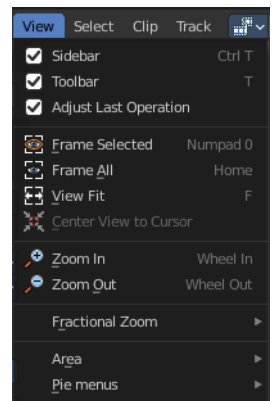 View Select Clip Track
Sidebar Ctrl T
Toolbar T
Adjust Last Operation
Frame Selected Numpad 0
Frame All Home
View Fit F
Center View to Cursor
Zoom In Wheel In
Zoom Out Wheel Out
Fractional Zoom
Area
Pie menus